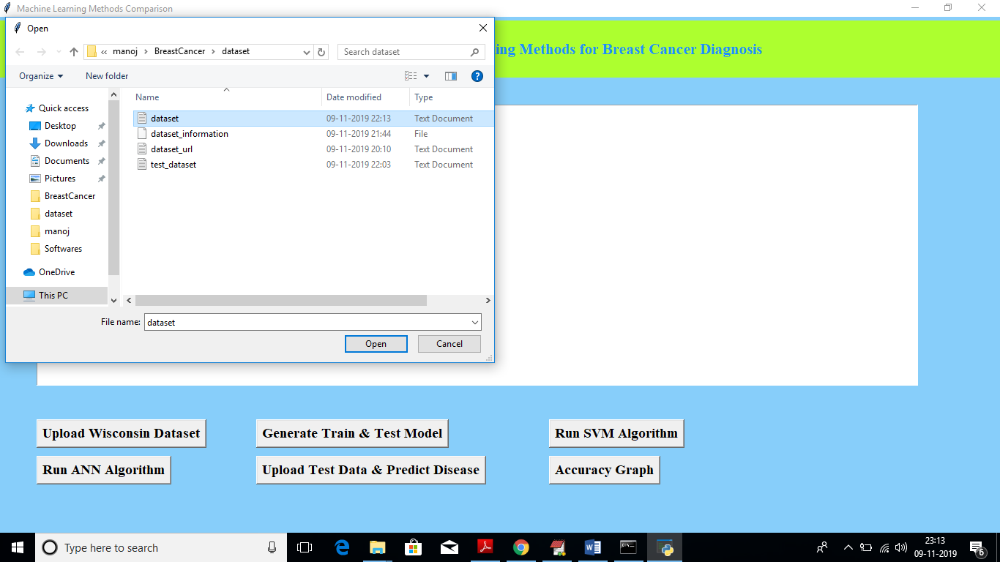 Machine Learning Methods Comparison
Open
« manoj > BreastCancer > dataset
Search dataset
ing Methods for Breast Cancer Diagnosis
Organize
New folder
Name
Date modified
Type
Quick access
Desktop
Downloads
Documents
Pictures
BreastCancer
dataset
manoj
Softwares
OneDrive
This PC
dataset 09-11-2019 22:13 Text Document
dataset_information 09-11-2019 21:44 File
dataset_url 09-11-2019 20:10 Text Document
test_dataset 09-11-2019 22:03 Text Document
File name: dataset
Open
Cancel
Upload Wisconsin Dataset
Generate Train & Test Model
Run SVM Algorithm
Run ANN Algorithm
Upload Test Data & Predict Disease
Accuracy Graph
Type here to search
23:13
09-11-2019
6